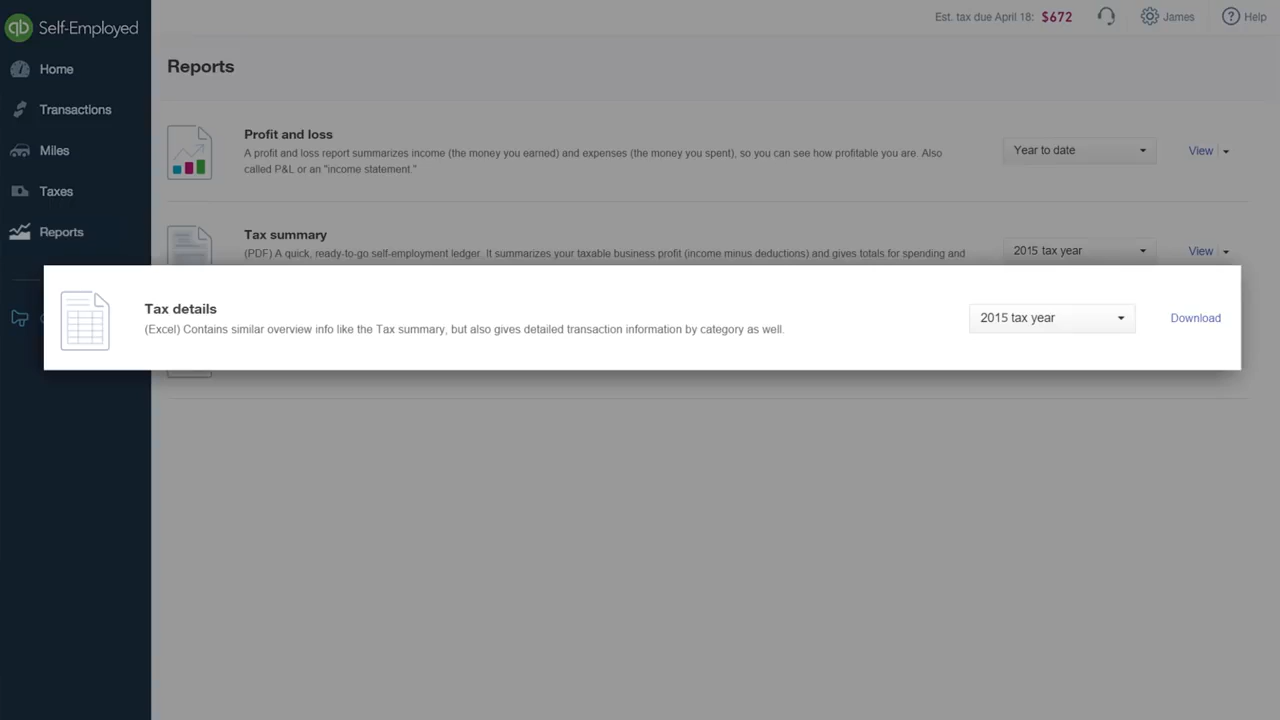 qb Self-Employed
Est. tax due April 18: $672
James
Help
Home
Transactions
Miles
Taxes
Reports
Reports
Profit and loss
A profit and loss report summarizes income (the money you earned) and expenses (the money you spent), so you can see how profitable you are. Also
called P&L or an "income statement."
Year to date
View
Tax summary
(PDF) A quick, ready-to-go self-employment ledger. It summarizes your taxable business profit (income minus deductions) and gives totals for spending and
2015 tax year
View
Tax details
(Excel) Contains similar overview info like the Tax summary, but also gives detailed transaction information by category as well.
2015 tax year
Download